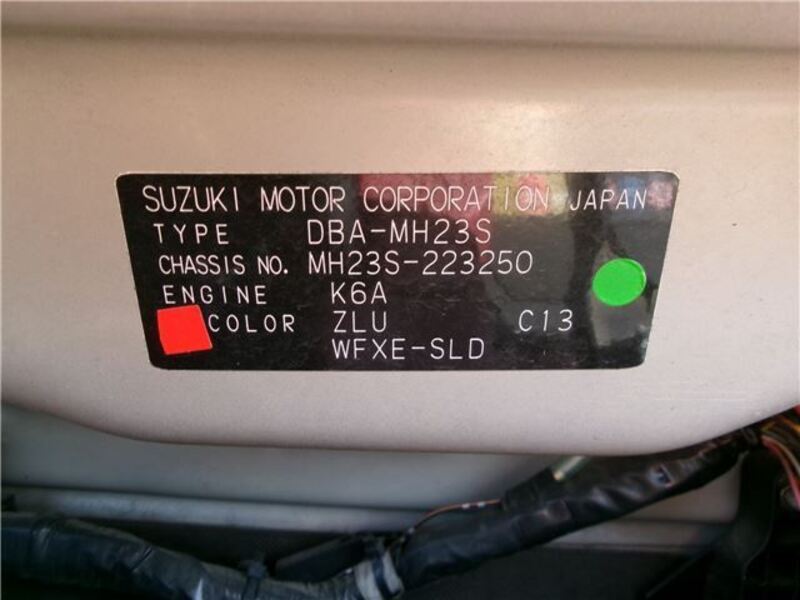 SUZUKI MOTOR CORPORATION JAPAN
TYPE DBA-MH23S
CHASSIS NO. MH23S-223250
ENGINE K6A
COLOR ZLU C13
WFXE-SLD